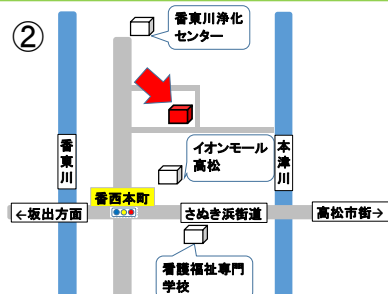 ②
香東川浄化
センター
香
東
川
イオンモール
高松
本
津
川
香西本町
←坂出方面
さぬき浜街道
高松市街→
看護福祉専門
学校